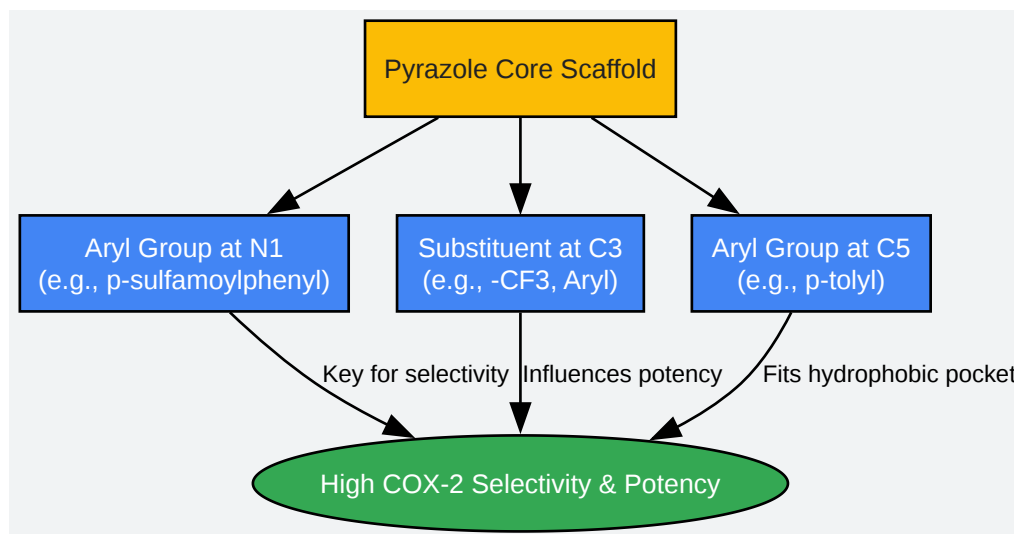 Pyrazole Core Scaffold
Aryl Group at N1
(e.g., p-sulfamoylphenyl)
Substituent at C3
(e.g., -CF3, Aryl)
Aryl Group at C5
(e.g., p-tolyl)
Key for selectivity
Influences potency
Fits hydrophobic pocket
High COX-2 Selectivity & Potency